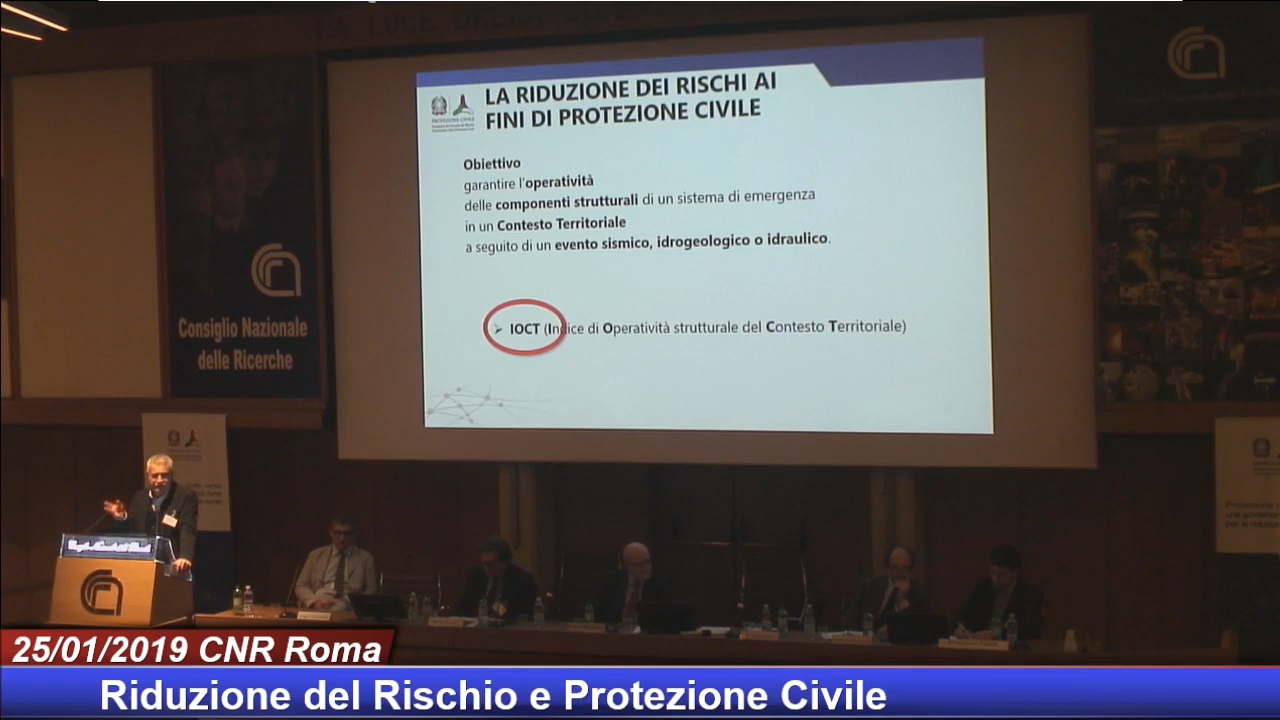 LA RIDUZIONE DEI RISCHI AI
FINI DI PROTEZIONE CIVILE
Obiettivo
garantire l'operatività
delle componenti strutturali di un sistema di emergenza
in un Contesto Territoriale
a seguito di un evento sismico, idrogeologico o idraulico.
➢ IOCT (Indice di Operatività strutturale del Contesto Territoriale)
Consiglio Nazionale
delle Ricerche
25/01/2019 CNR Roma
Riduzione del Rischio e Protezione Civile